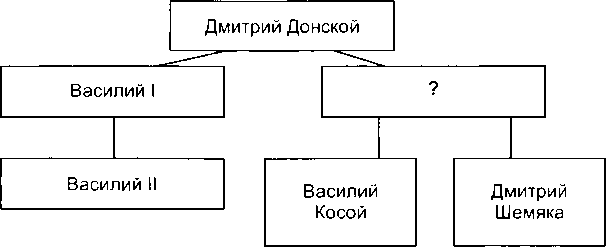 Дмитрий Донской
Василий I
?
Василий II
Василий
Косой
Дмитрий
Шемяка